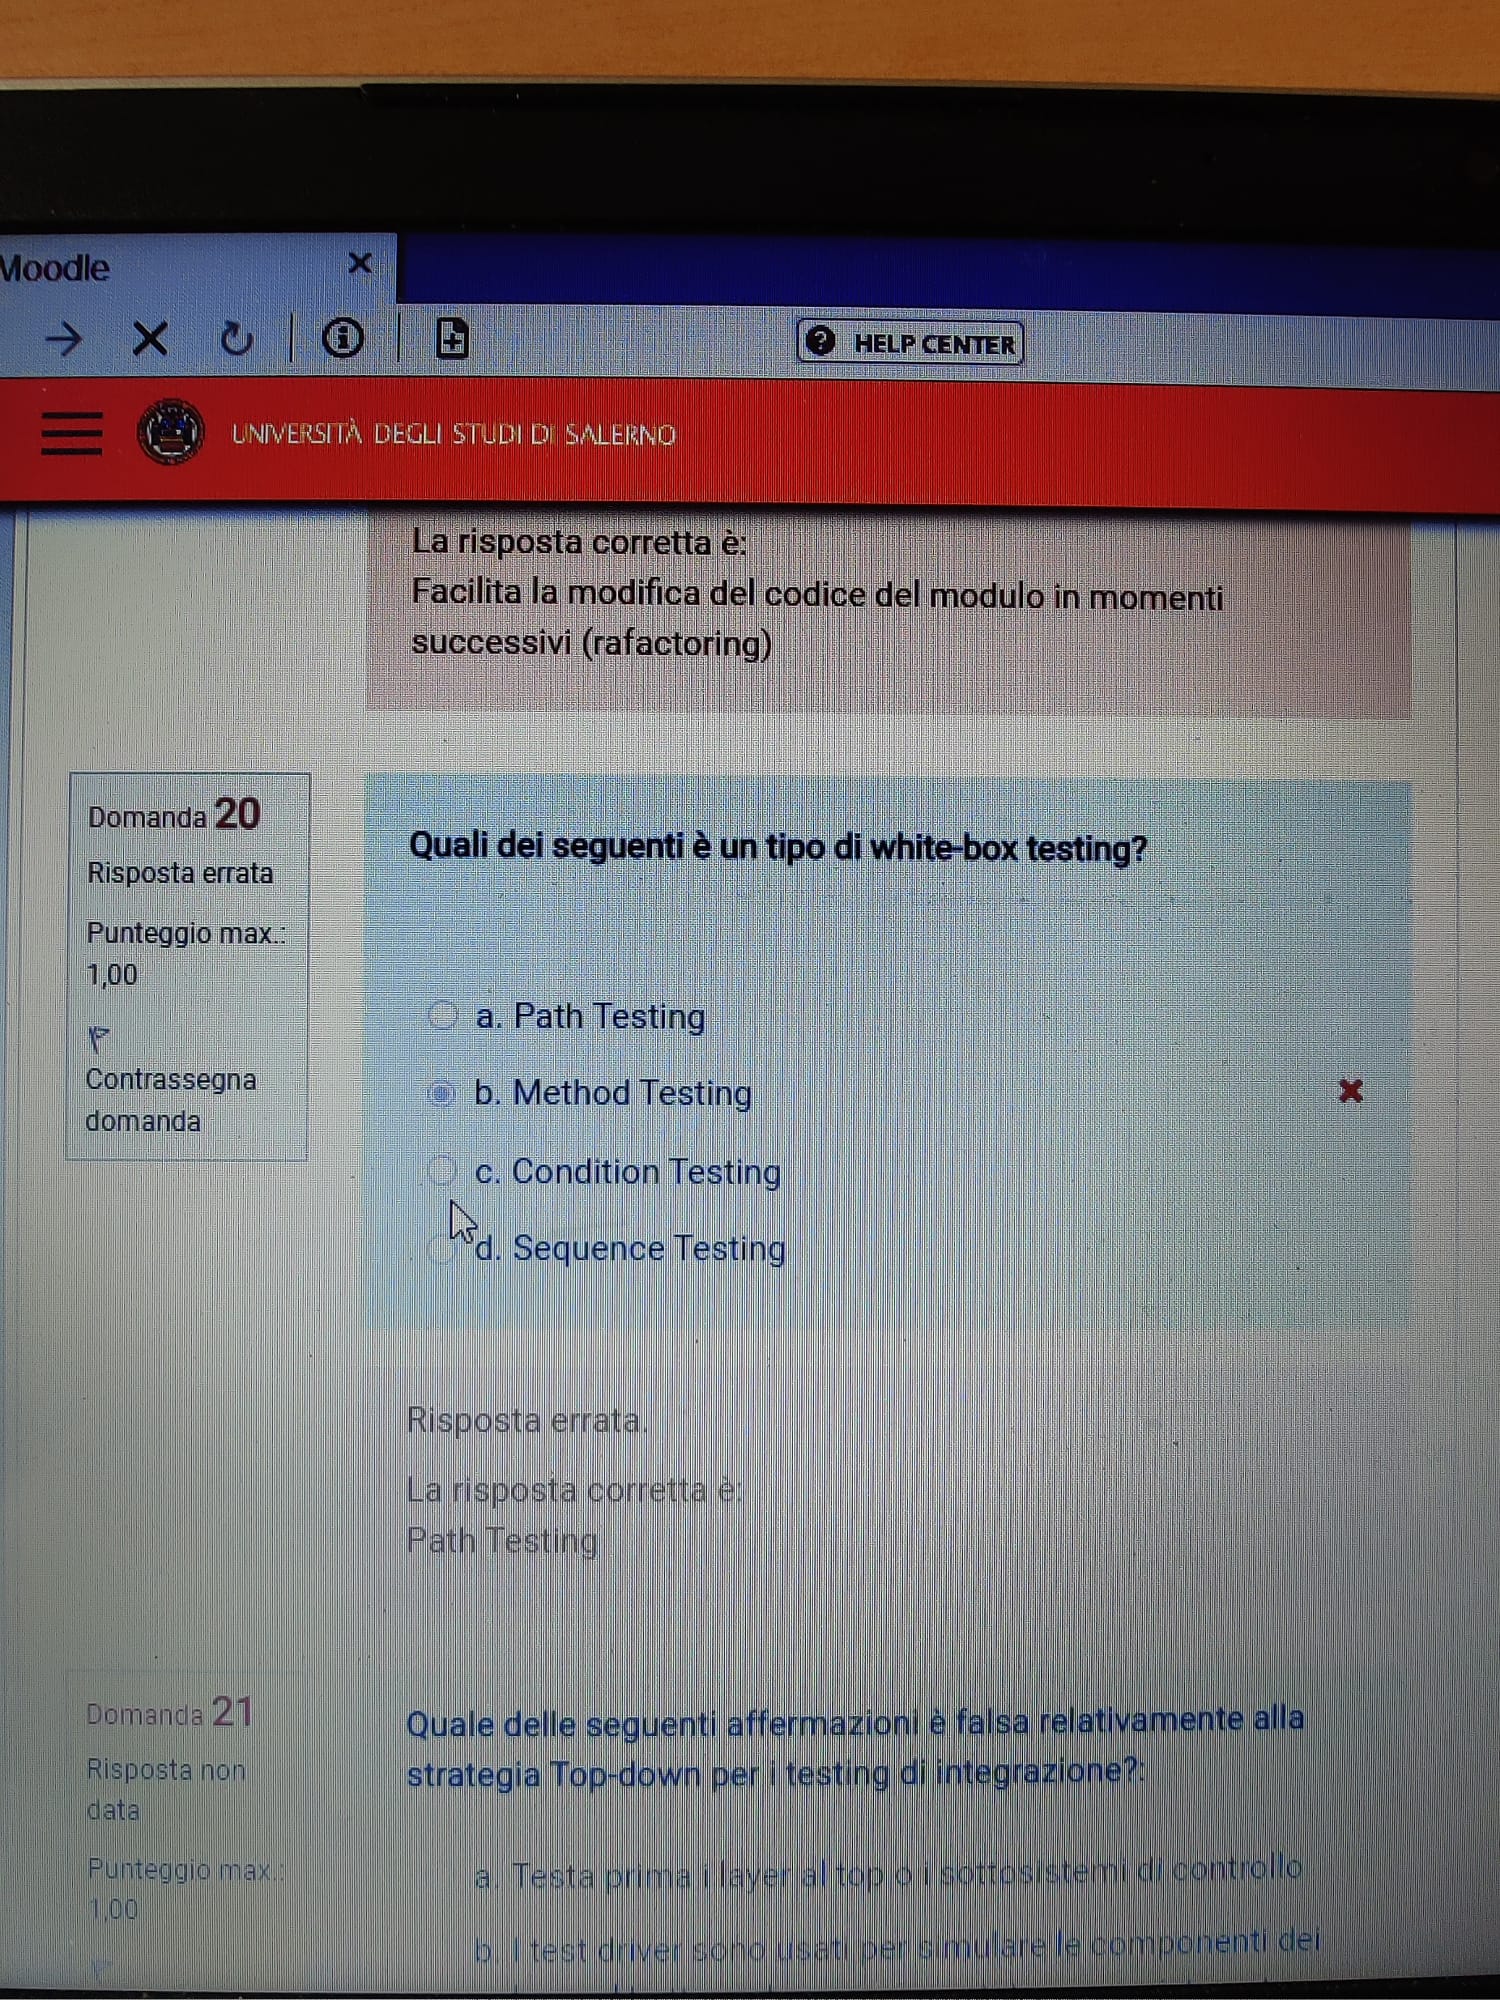 Moodle
HELP CENTER
UNIVERSITÀ DEGLI STUDI DI SALERNO
La risposta corretta è:
Facilita la modifica del codice del modulo in momenti
successivi (rafactoring)
Domanda 20
Risposta errata
Punteggio max.:
1,00
Contrassegna
domanda
Quali dei seguenti è un tipo di white-box testing?
a. Path Testing
b. Method Testing
c. Condition Testing
d. Sequence Testing
Risposta errata.
La risposta corretta è:
Path Testing
Domanda 21
Risposta non
data
Punteggio max.:
1,00
Quale delle seguenti affermazioni è falsa relativamente alla
strategia Top-down per i testing di integrazione?:
a. Testa prima i layer al top o i sottosistemi di controllo
b. I test driver sono usati per simulare le componenti dei